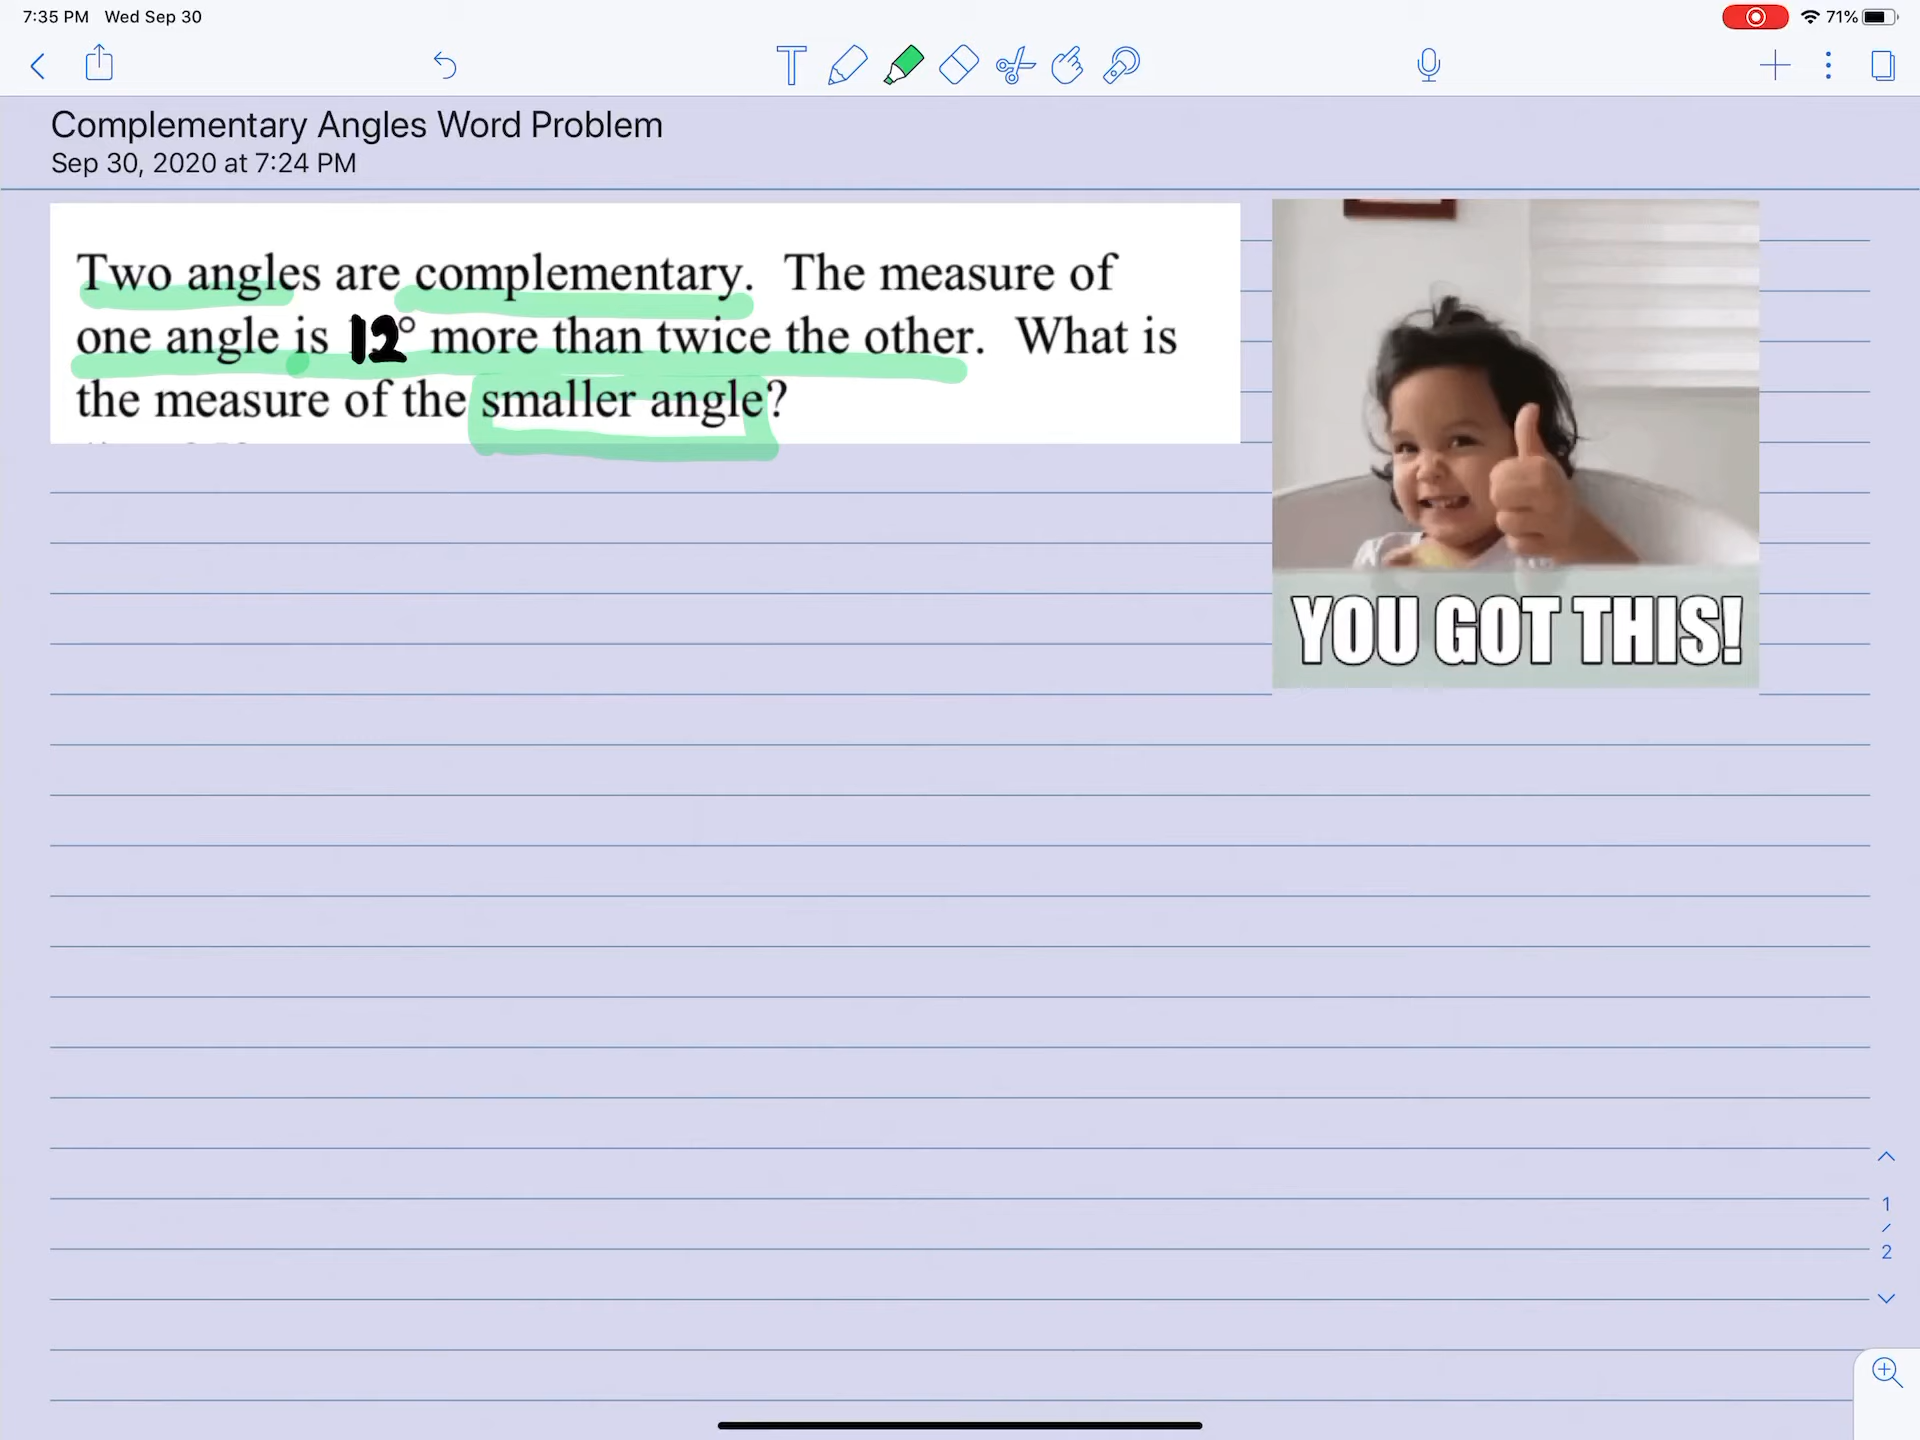 7:35 PM Wed Sep 30
71%
Complementary Angles Word Problem
Sep 30, 2020 at 7:24 PM
Two angles are complementary. The measure of
one angle is 12° more than twice the other. What is
the measure of the smaller angle?
YOU GOT THIS!
1
/
2